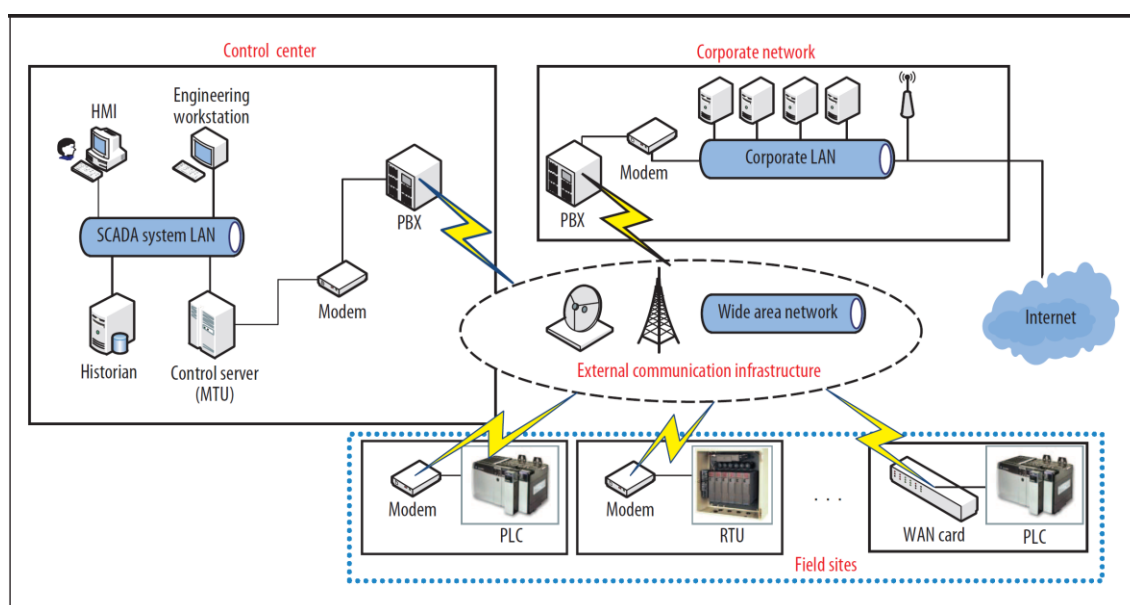 Control center
Corporate network
HMI
Engineering
workstation
SCADA system LAN
Historian
Control server
(MTU)
Modem
PBX
PBX
Modem
Corporate LAN
Internet
Wide area network
External communication infrastructure
Modem
PLC
Modem
RTU
. . .
WAN card
PLC
Field sites